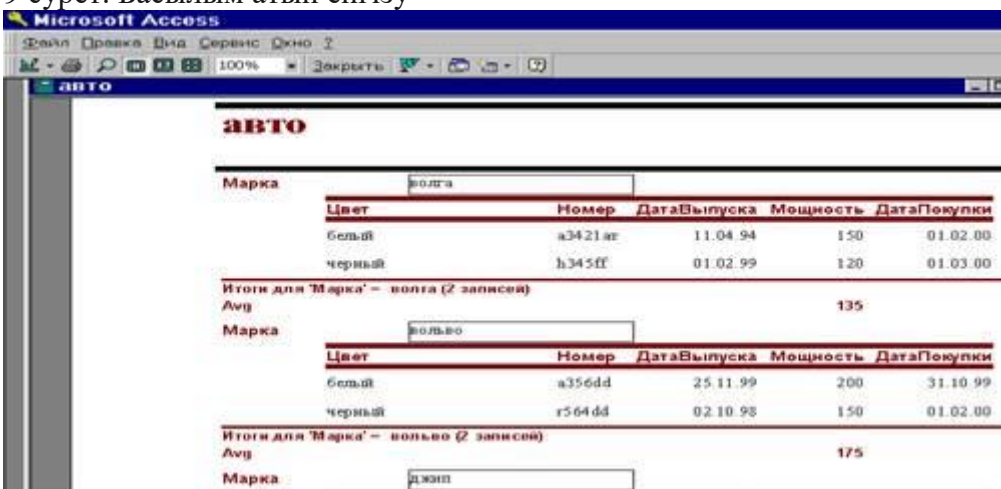 9 сурет. Басылым атын енгізу
Microsoft Access
Файл Правка Вид Сервис Окно ?
100% Закрыть
авто
авто
Марка волга
Цвет Номер ДатаВыпуска Мощность ДатаПокупки
белый 11.04.94 150 01.02.00
черный h345ff 01.02.99 120 01.03.00
Итоги для 'Марка' = волга (2 записей)
Avg 135
Марка вольво
Цвет Номер ДатаВыпуска Мощность ДатаПокупки
белый a356dd 25.11.99 200 31.10.99
черный r564dd 02.10.98 150 01.02.00
Итоги для 'Марка' = вольво (2 записей)
Avg 175
Марка джип